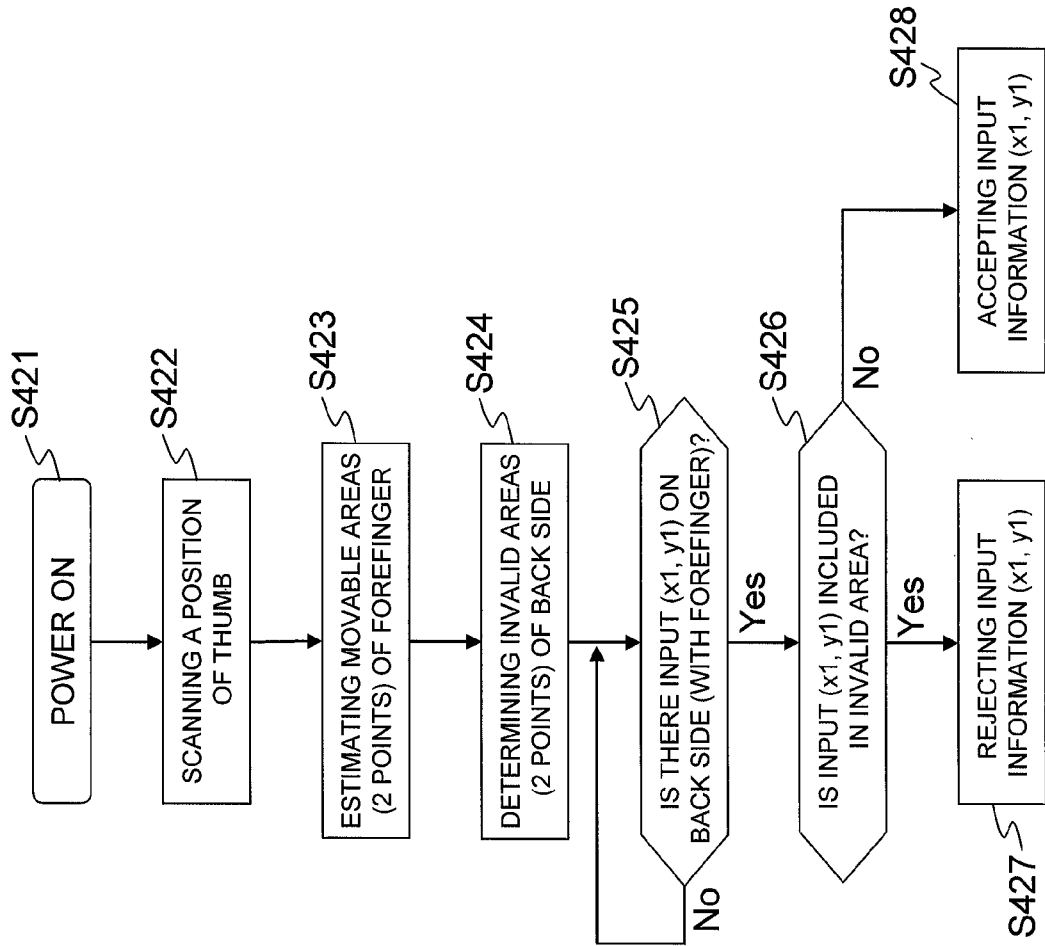 S421
POWER ON
S422
SCANNING A POSITION
OF THUMB
S423
ESTIMATING MOVABLE AREAS
(2 POINTS) OF FOREFINGER
S424
DETERMINING INVALID AREAS
(2 POINTS) OF BACK SIDE
S425
IS THERE INPUT (x1, y1) ON
BACK SIDE (WITH FOREFINGER)?
No
Yes
S426
IS INPUT (x1, y1) INCLUDED
IN INVALID AREA?
No
Yes
S427
REJECTING INPUT
INFORMATION (x1, y1)
S428
ACCEPTING INPUT
INFORMATION (x1, y1)